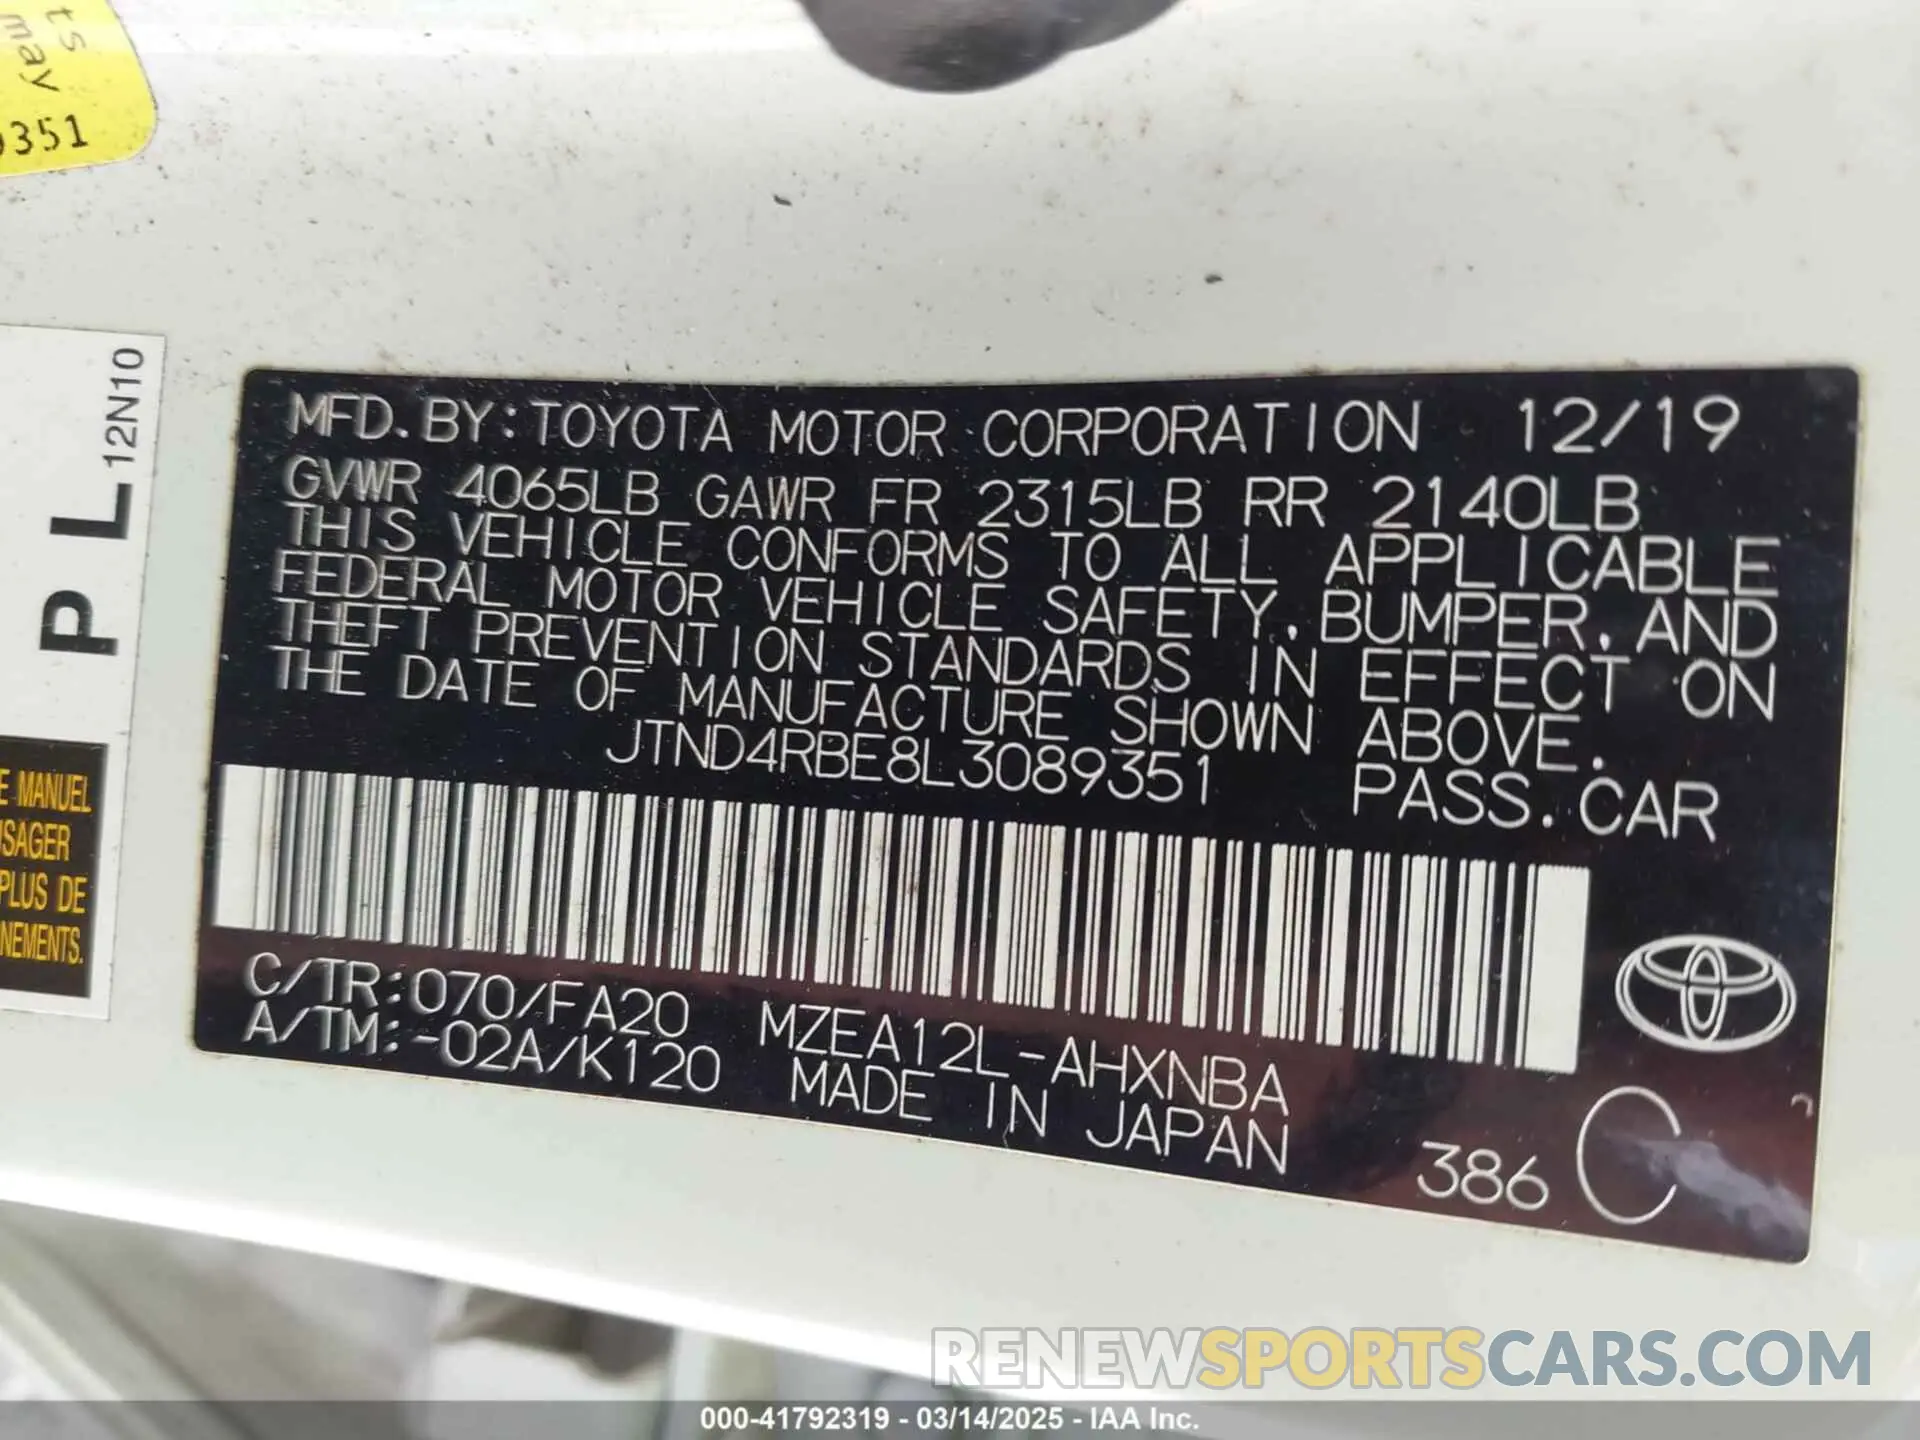 ts
may
9351
12N10
P L
E MANUEL
USAGER
PLUS DE
NEMENTS.
MFD. BY: TOYOTA MOTOR CORPORATION 12/19
GVWR 4065LB GAWR FR 2315LB RR 2140LB
THIS VEHICLE CONFORMS TO ALL APPLICABLE
FEDERAL MOTOR VEHICLE SAFETY, BUMPER, AND
THEFT PREVENTION STANDARDS IN EFFECT ON
THE DATE OF MANUFACTURE SHOWN ABOVE.
JTND4RBE8L3089351 PASS. CAR
C/TR:070/FA20 MZEA12L-AHXNBA
A/TM:-02A/K120 MADE IN JAPAN
386 C
RENEWSPORTSCARS.COM
000-41792319 - 03/14/2025 - IAA Inc.